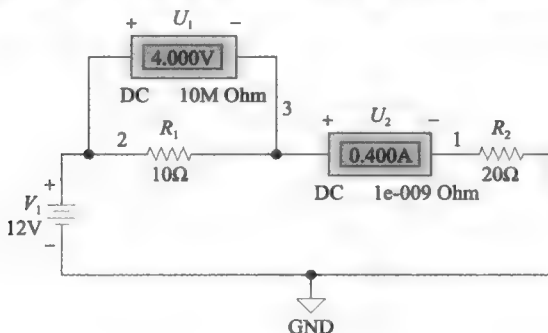 + U₁ −
4.000V
DC 10M Ohm
3
2 R₁
10Ω
+ U₂ −
0.400A
DC 1e-009 Ohm
1 R₂
20Ω
+
V₁
12V
−
GND